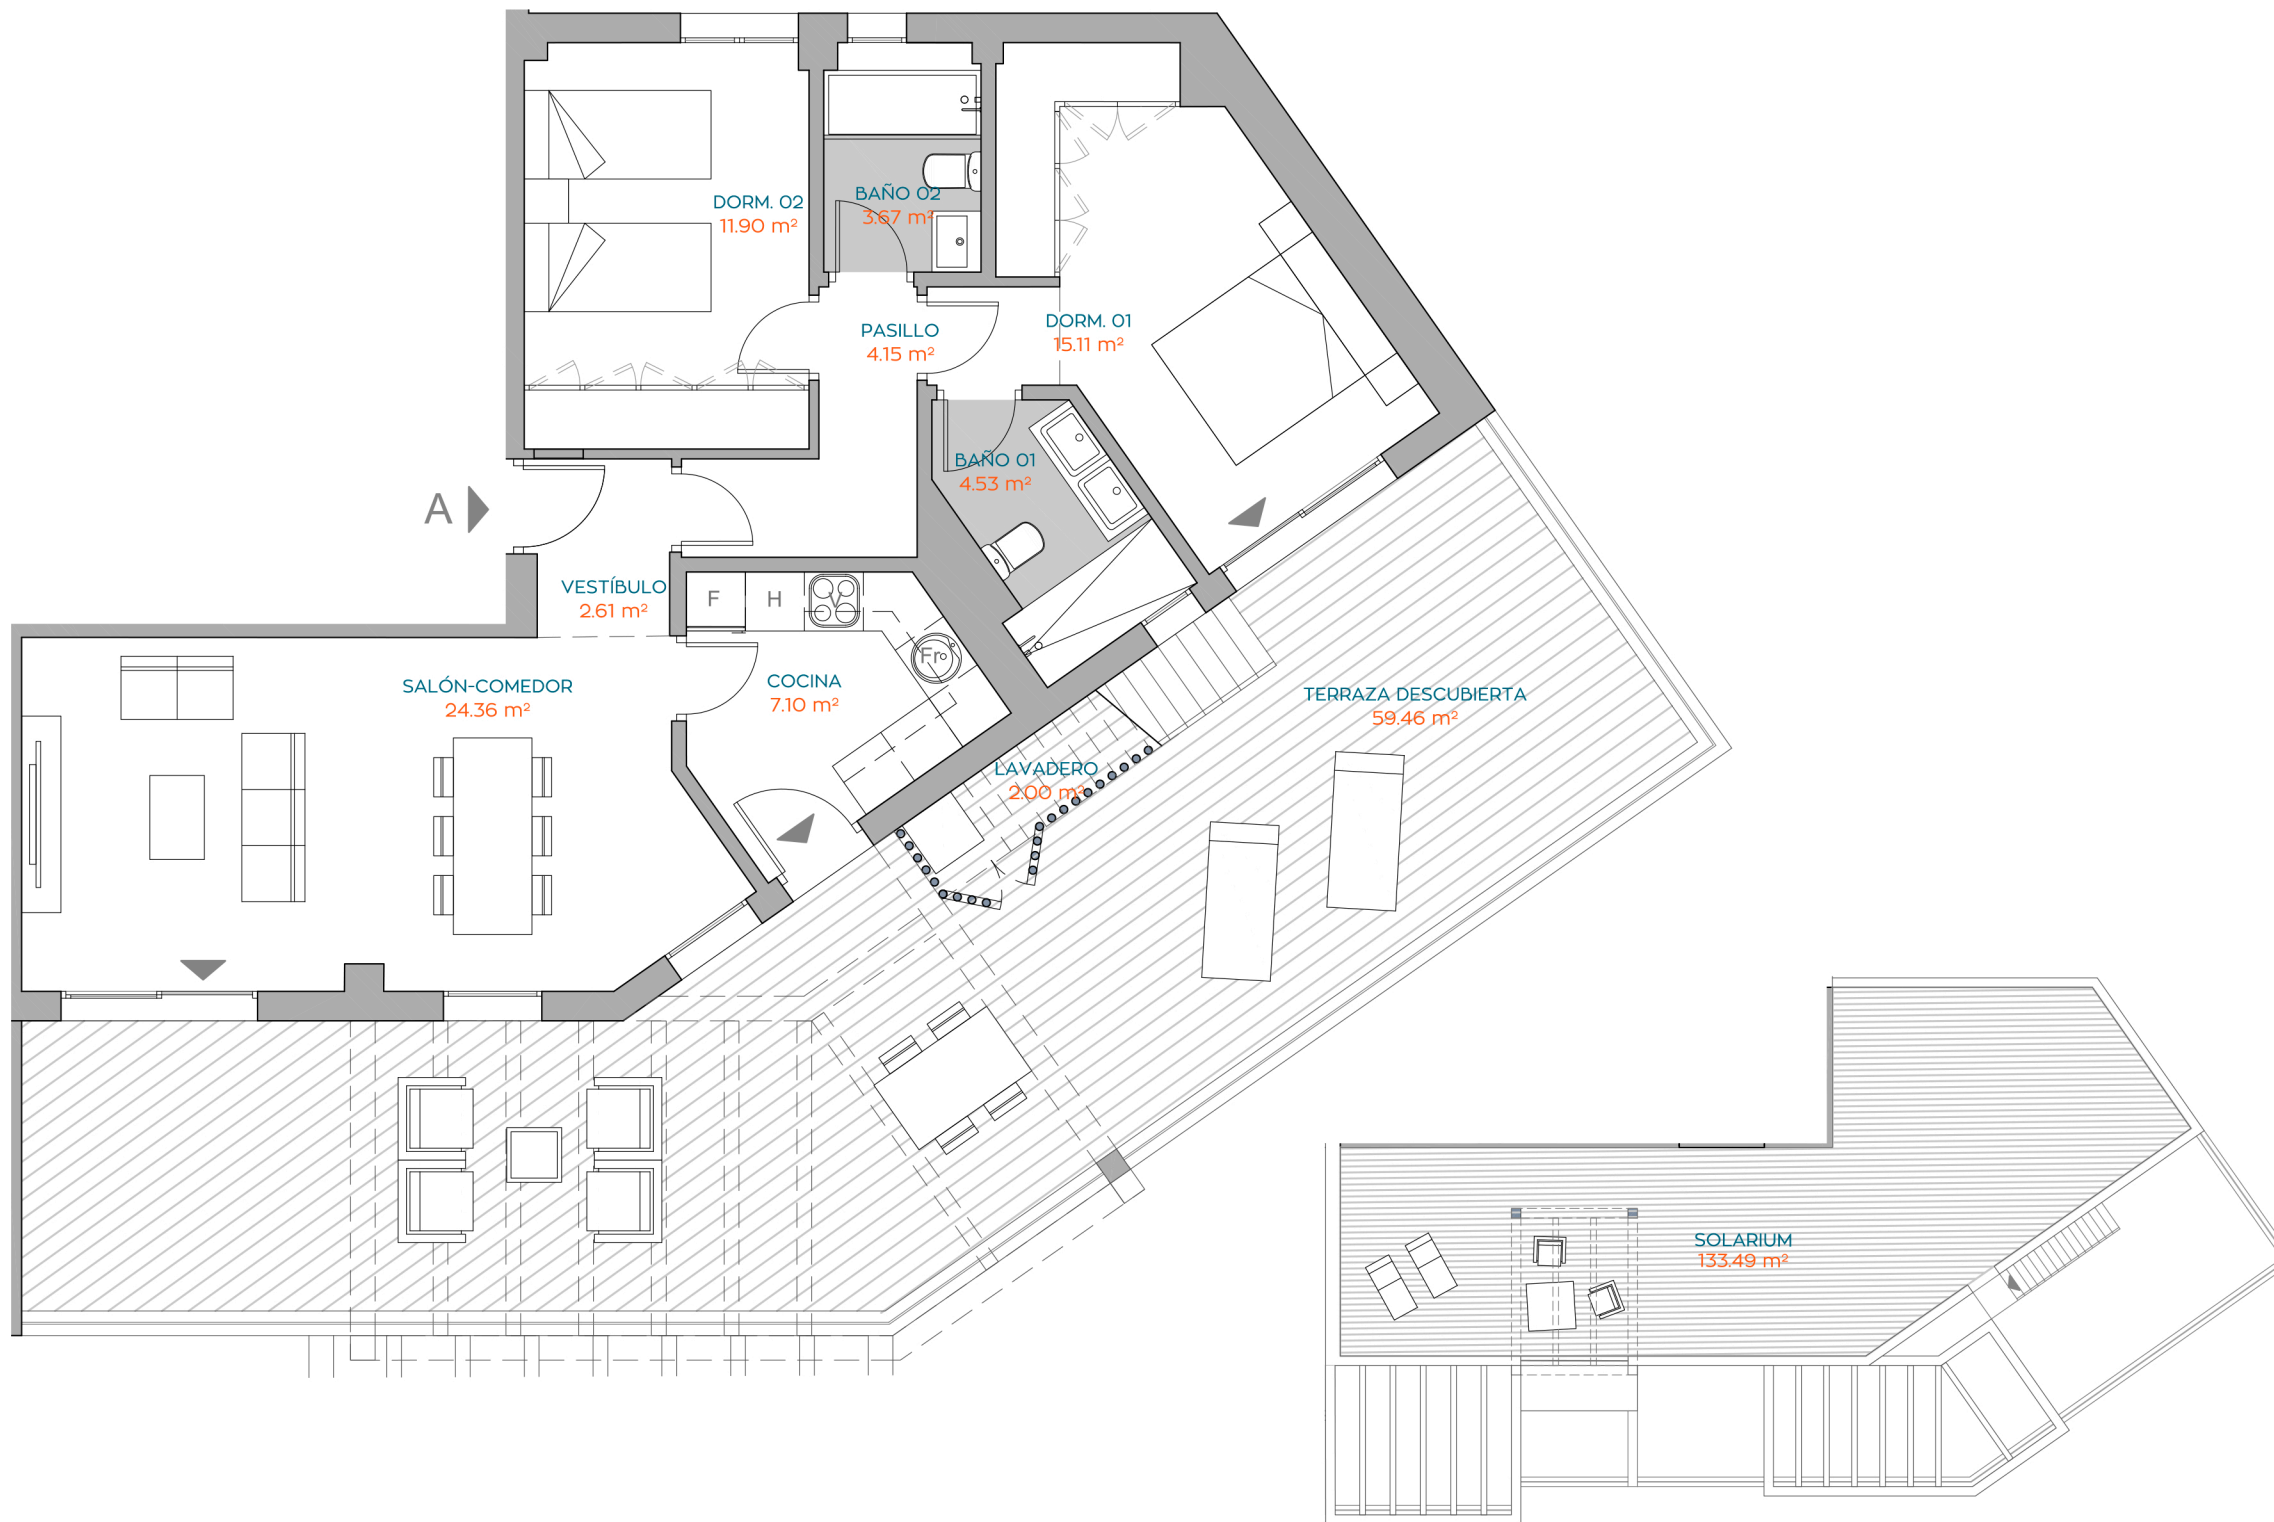 DORM. 02
11.90 m²
BAÑO 02
3.67 m²
PASILLO
4.15 m²
DORM. 01
15.11 m²
BAÑO 01
4.53 m²
A
VESTÍBULO
2.61 m²
F
H
V
Fr
COCINA
7.10 m²
SALÓN-COMEDOR
24.36 m²
TERRAZA DESCUBIERTA
59.46 m²
LAVADERO
2.00 m²
SOLARIUM
133.49 m²